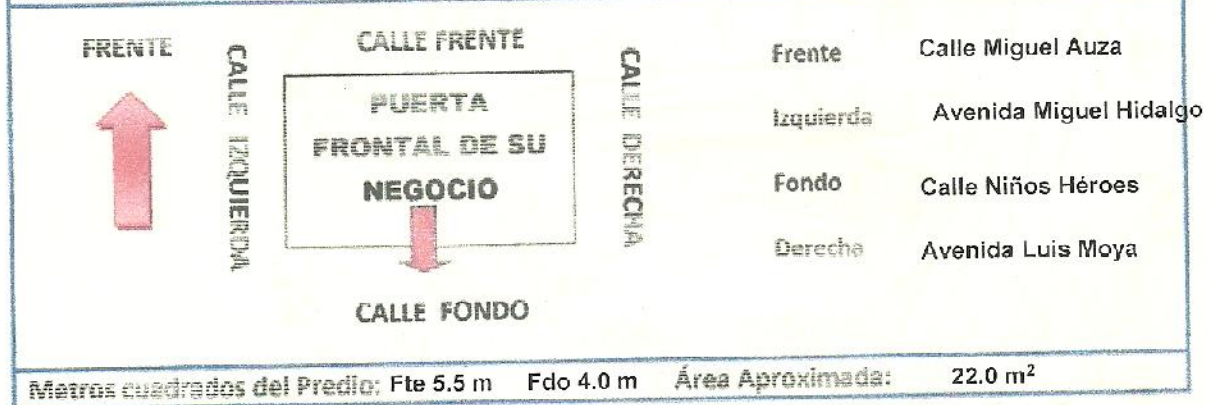 FRENTE
CALLE IZQUIERDA
CALLE FRENTE
PUERTA
FRONTAL DE SU
NEGOCIO
CALLE FONDO
CALLE DERECHA
Frente Calle Miguel Auza
Izquierda Avenida Miguel Hidalgo
Fondo Calle Niños Héroes
Derecha Avenida Luis Moya
Metros cuadrados del Predio: Fte 5.5 m Fdo 4.0 m Área Aproximada: 22.0 m²